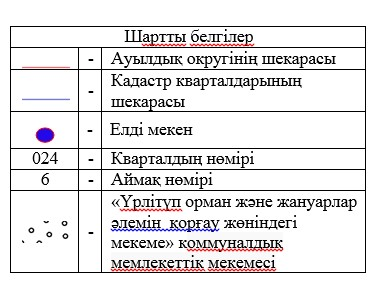 Шартты белгілер
- Ауылдық округінің шекарасы
- Кадастр кварталдарының
шекарасы
- Елді мекен
024 - Кварталдың нөмірі
6 - Аймақ нөмірі
«Үрлітүп орман және жануарлар
әлемін қорғау жөніндегі
- мекеме» коммуналдық
мемлекеттік мекемесі